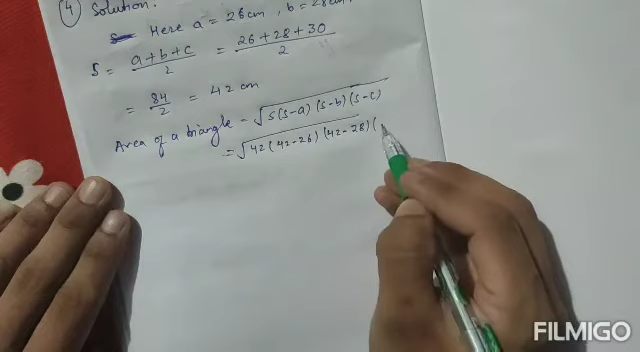 4 Solution.
Here a = 26 cm, b = 28 cm,
S = a+b+c/2 = 26+28+30/2
= 84/2 = 42 cm
Area of a triangle - √s(s-a)(s-b)(s-c)
= √42(42-26)(42-28)(
FILMIGO